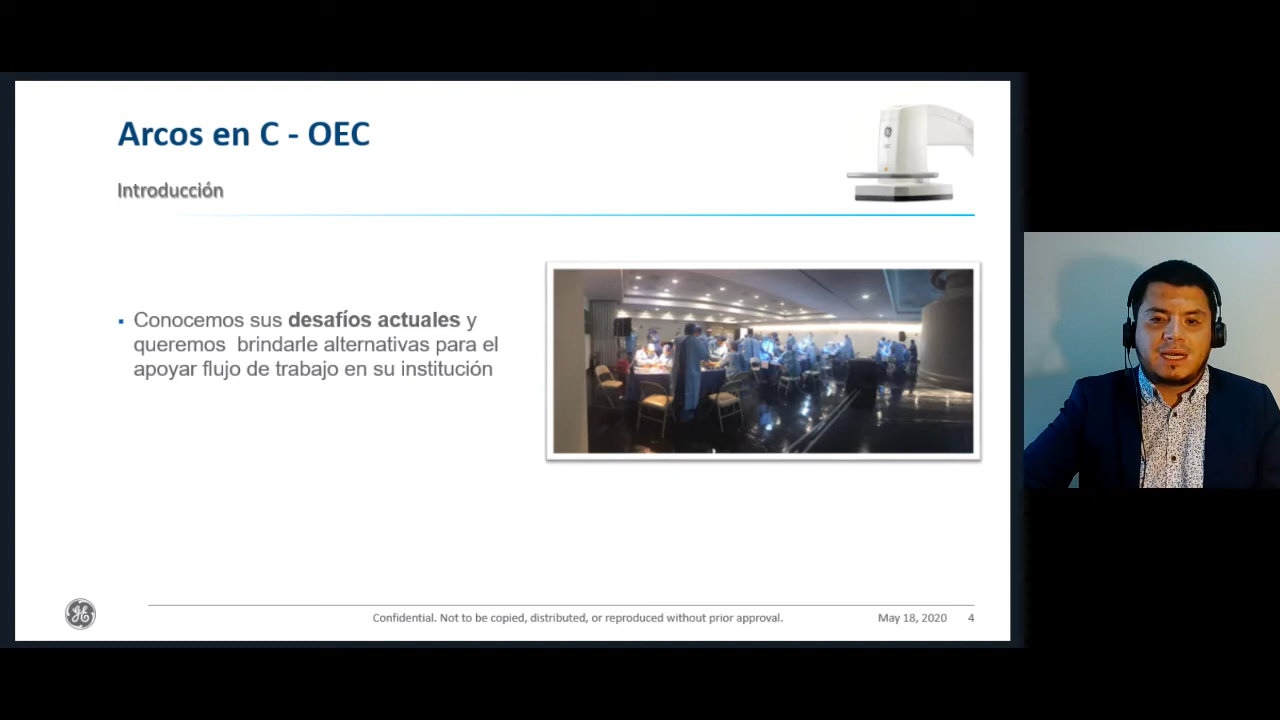 Arcos en C - OEC
Introducción
▪ Conocemos sus desafíos actuales y
queremos  brindarle alternativas para el
apoyar flujo de trabajo en su institución
Confidential. Not to be copied, distributed, or reproduced without prior approval.
May 18, 2020
4